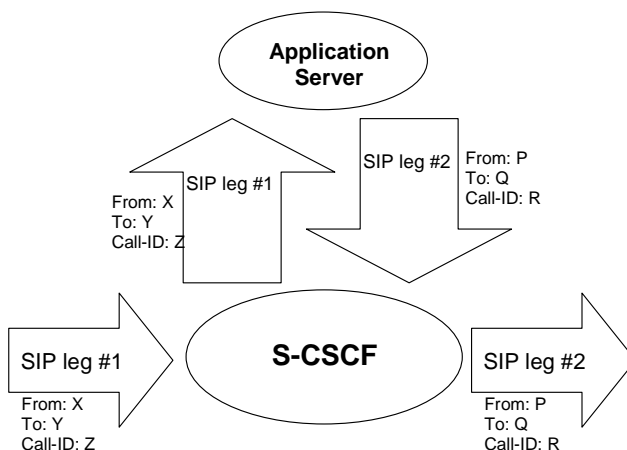 Application
Server
SIP leg #1
From: X
To: Y
Call-ID: Z
SIP leg #2
From: P
To: Q
Call-ID: R
SIP leg #1
From: X
To: Y
Call-ID: Z
S-CSCF
SIP leg #2
From: P
To: Q
Call-ID: R